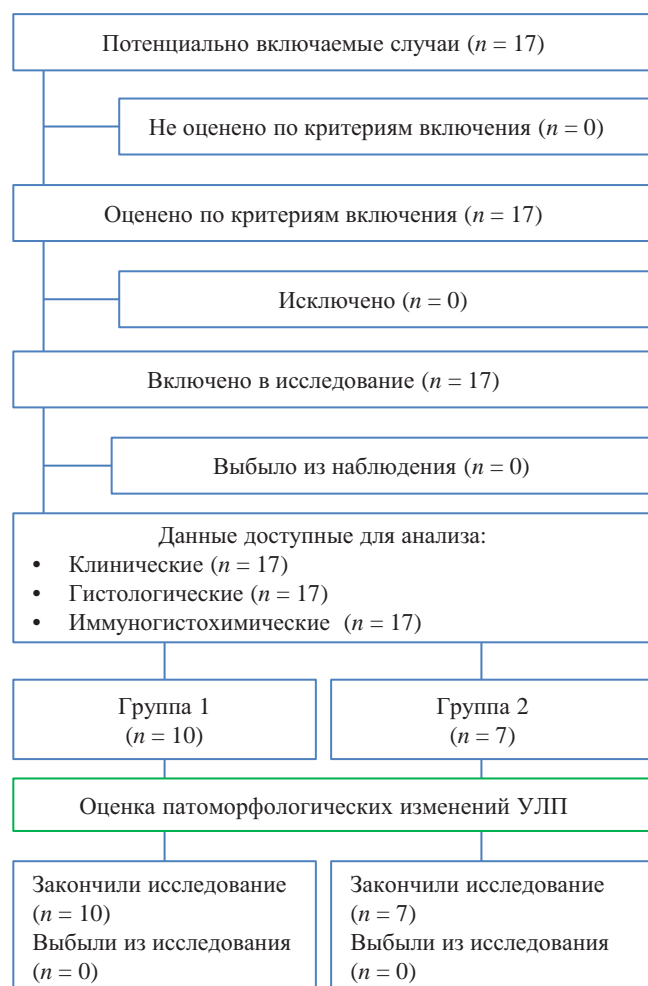 Потенциально включаемые случаи (n = 17)
Не оценено по критериям включения (n = 0)
Оценено по критериям включения (n = 17)
Исключено (n = 0)
Включено в исследование (n = 17)
Выбыло из наблюдения (n = 0)
Данные доступные для анализа:
• Клинические (n = 17)
• Гистологические (n = 17)
• Иммуногистохимические (n = 17)
Группа 1
(n = 10)
Группа 2
(n = 7)
Оценка патоморфологических изменений УЛП
Закончили исследование
(n = 10)
Выбыли из исследования
(n = 0)
Закончили исследование
(n = 7)
Выбыли из исследования
(n = 0)